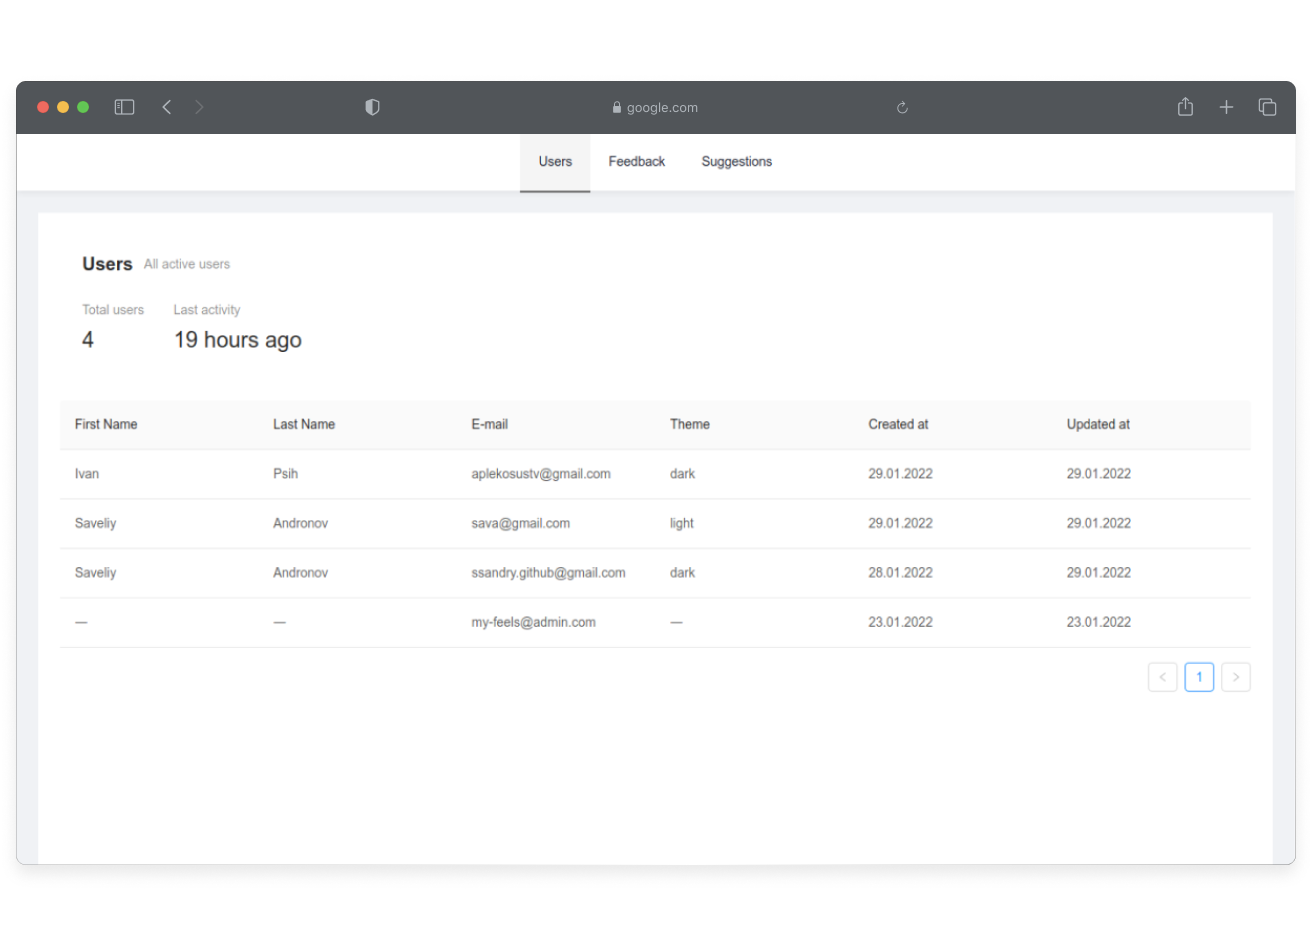 google.com
Users Feedback Suggestions
Users All active users
Total users Last activity
4 19 hours ago
First Name Last Name E-mail Theme Created at Updated at
Ivan Psih aplekosustv@gmail.com dark 29.01.2022 29.01.2022
Saveliy Andronov sava@gmail.com light 29.01.2022 29.01.2022
Saveliy Andronov ssandry.github@gmail.com dark 28.01.2022 29.01.2022
— — my-feels@admin.com — 23.01.2022 23.01.2022
< 1 >